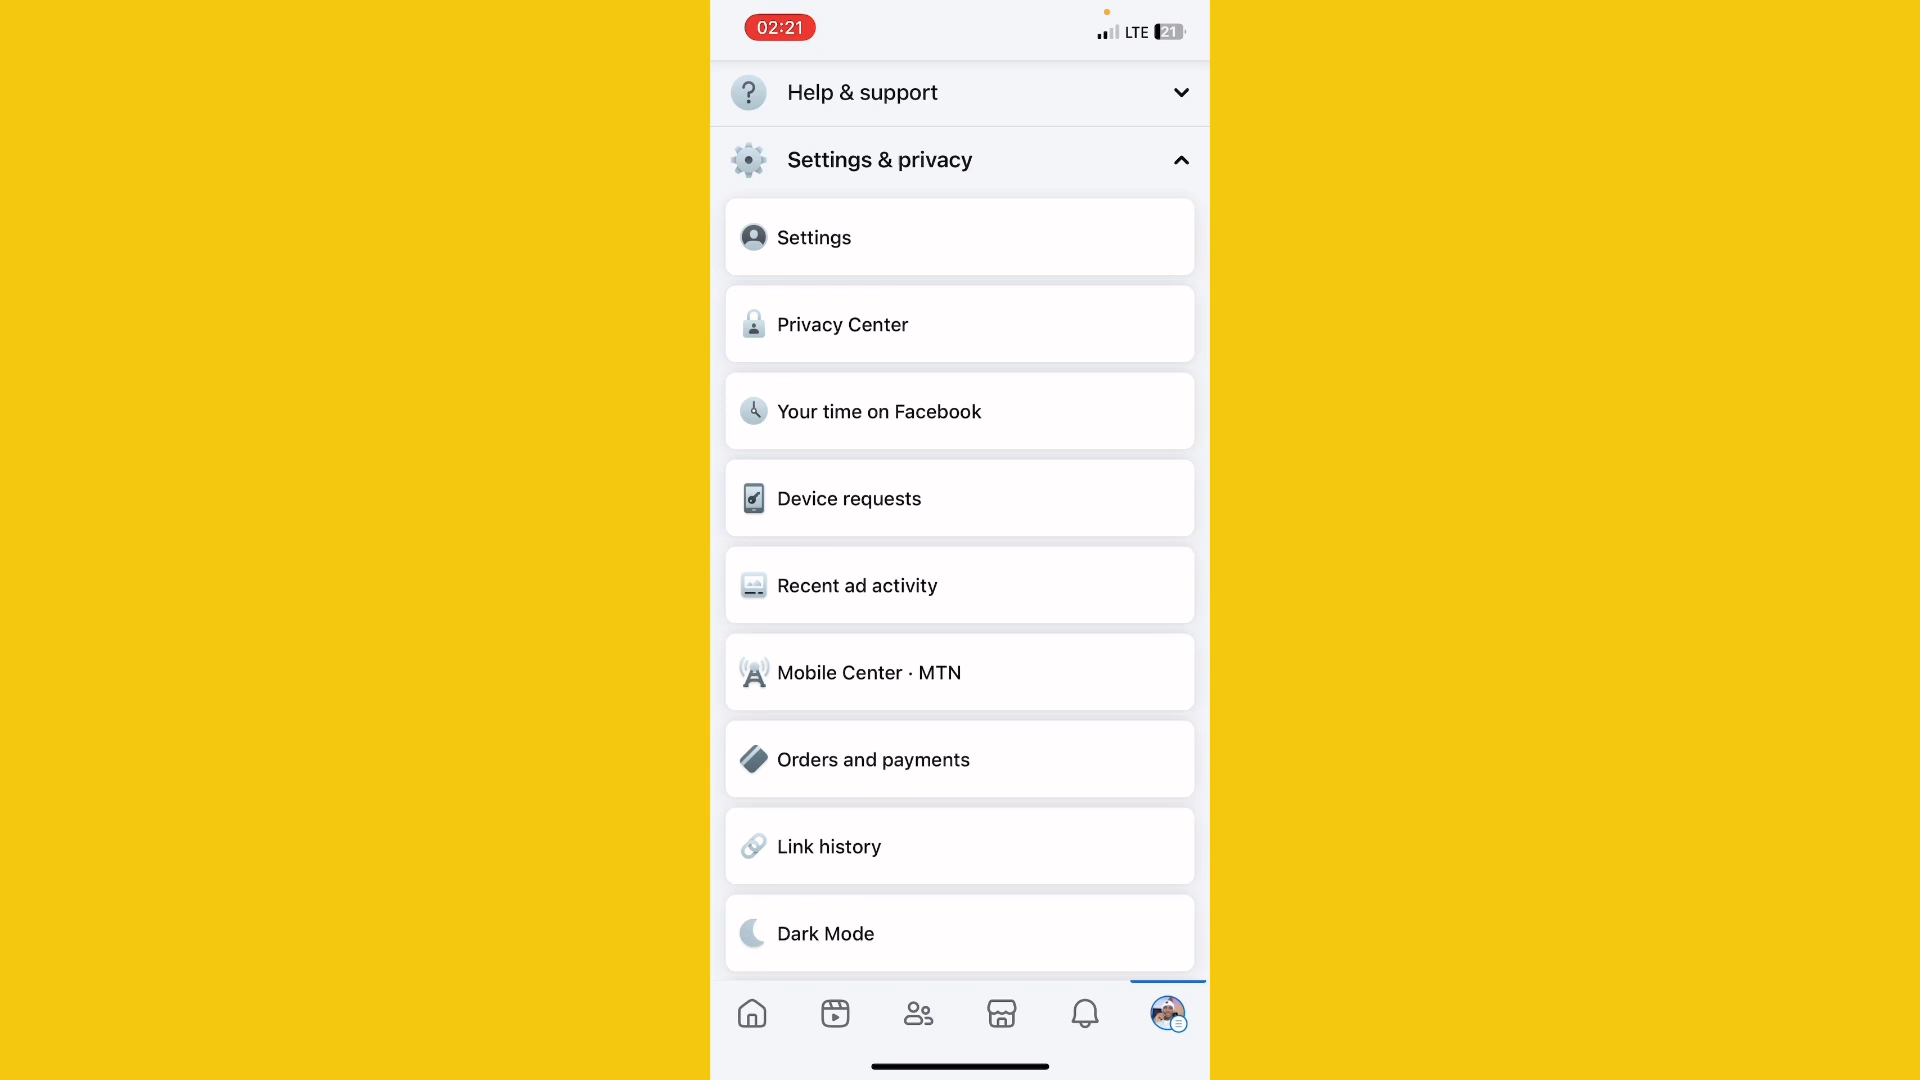 02:21
LTE 21
Help & support
Settings & privacy
Settings
Privacy Center
Your time on Facebook
Device requests
Recent ad activity
Mobile Center · MTN
Orders and payments
Link history
Dark Mode